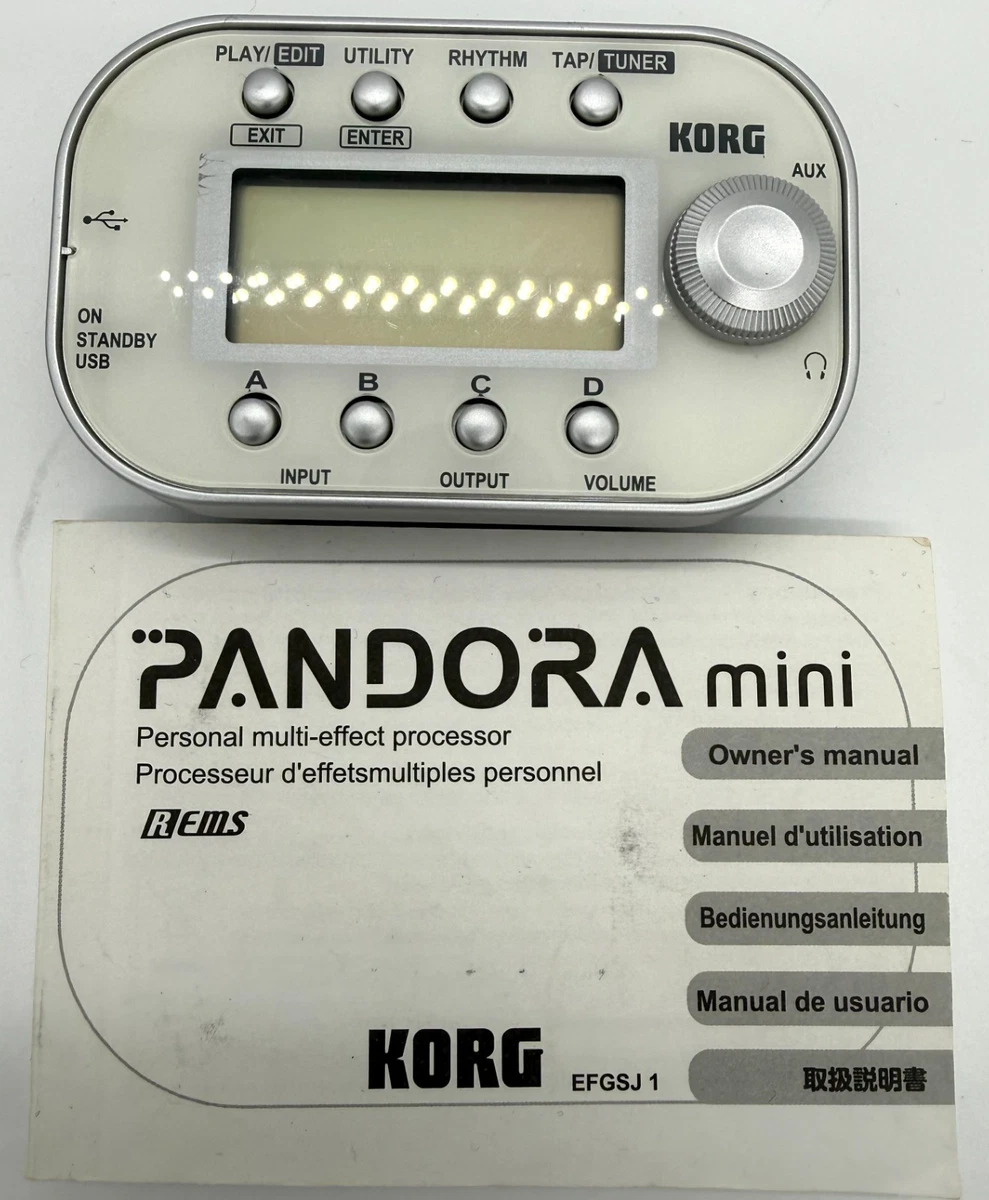 PLAY/EDIT UTILITY RHYTHM TAP/TUNER
EXIT ENTER
KORG
AUX
ON
STANDBY
USB
A B C D
INPUT OUTPUT VOLUME
PANDORA mini
Personal multi-effect processor
Processeur d'effetsmultiples personnel
REMS
Owner's manual
Manuel d'utilisation
Bedienungsanleitung
Manual de usuario
取扱説明書
KORG
EFGSJ 1